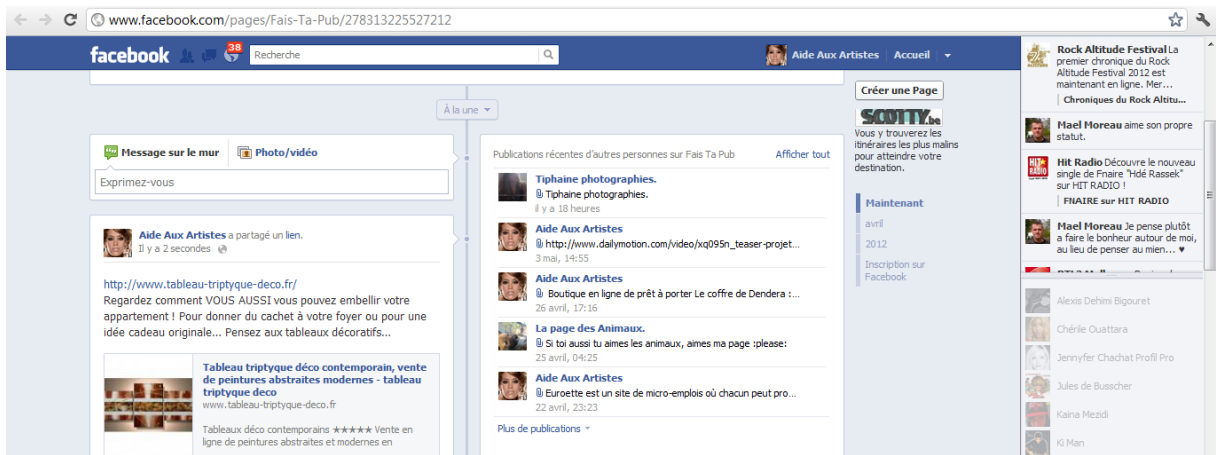 www.facebook.com/pages/Fais-Ta-Pub/278313225527212
facebook
38
Recherche
Aide Aux Artistes
Accueil
À la une
Message sur le mur
Photo/vidéo
Exprimez-vous
Aide Aux Artistes a partagé un lien.
Il y a 2 secondes
http://www.tableau-triptyque-deco.fr/
Regardez comment VOUS AUSSI vous pouvez embellir votre
appartement ! Pour donner du cachet à votre foyer ou pour une
idée cadeau originale... Pensez aux tableaux décoratifs...
Tableau triptyque déco contemporain, vente
de peintures abstraites modernes - tableau
triptyque deco
www.tableau-triptyque-deco.fr
Tableaux déco contemporains ★★★★★ Vente en
ligne de peintures abstraites et modernes en
Publications récentes d'autres personnes sur Fais Ta Pub
Afficher tout
Tiphaine photographies.
Tiphaine photographies.
il y a 18 heures
Aide Aux Artistes
http://www.dailymotion.com/video/xq095n_teaser-projet...
3 mai, 14:55
Aide Aux Artistes
Boutique en ligne de prêt à porter Le coffre de Dendera :...
26 avril, 17:16
La page des Animaux.
Si toi aussi tu aimes les animaux, aimes ma page :please:
25 avril, 04:25
Aide Aux Artistes
Euroette est un site de micro-emplois où chacun peut pro...
22 avril, 23:23
Plus de publications
Créer une Page
SCOTTY.be
Vous y trouverez les
itinéraires les plus malins
pour atteindre votre
destination.
Maintenant
avril
2012
Inscription sur
Facebook
Rock Altitude Festival La
premier chronique du Rock
Altitude Festival 2012 est
maintenant en ligne. Mer...
Chroniques du Rock Altitu...
Mael Moreau aime son propre
statut.
HIT RADIO
Hit Radio Découvre le nouveau
single de Fnaire "Hdé Rassek"
sur HIT RADIO !
FNAIRE sur HIT RADIO
Mael Moreau Je pense plutôt
a faire le bonheur autour de moi,
au lieu de penser au mien... ♥
Alexis Dehimi Bigouret
Chérile Ouattara
Jennyfer Chachat Profil Pro
Jules de Busscher
Kaina Mezidi
Ki Man